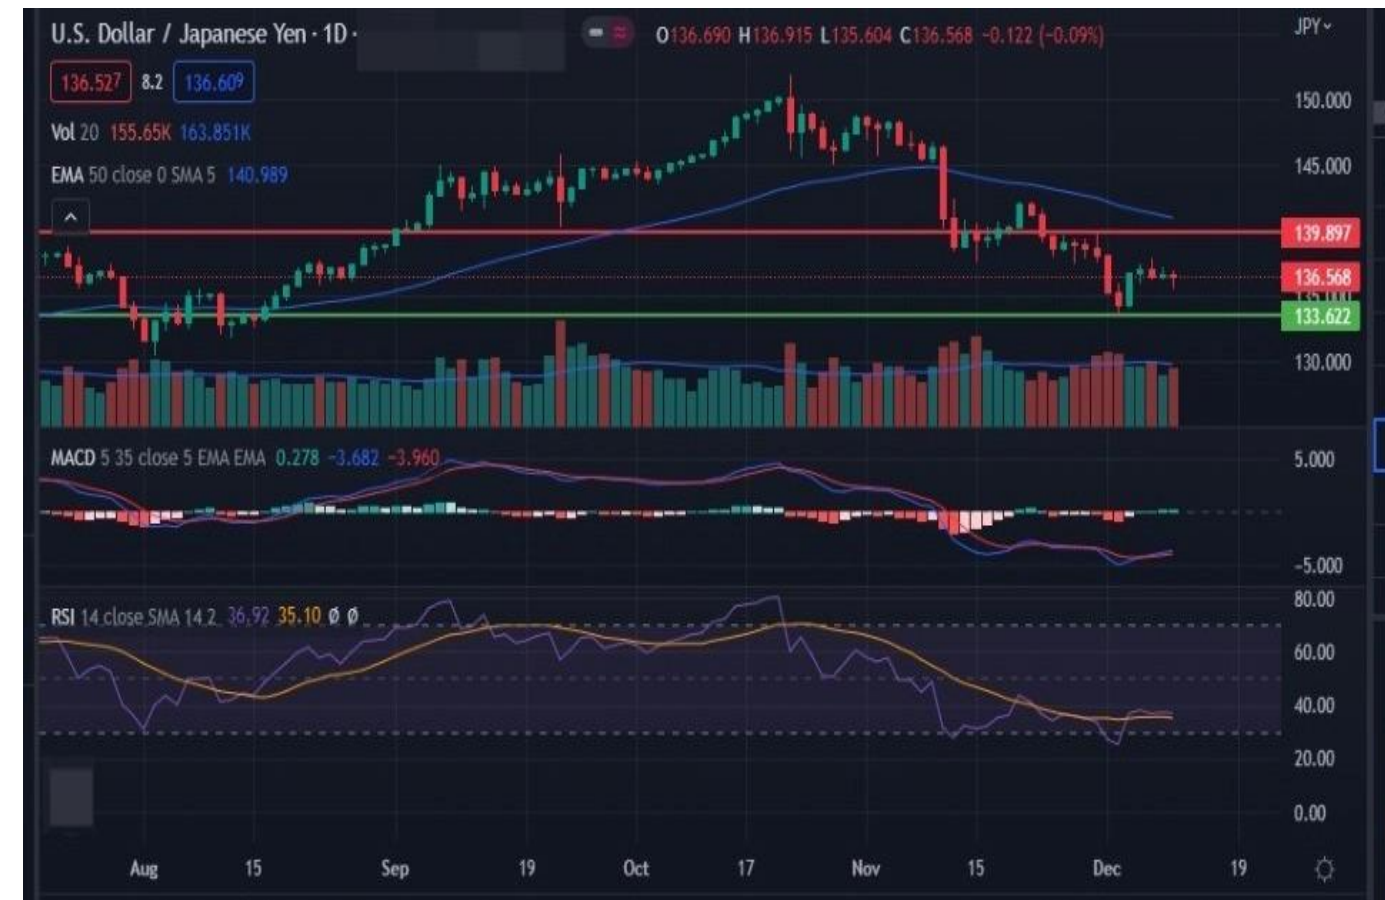 U.S. Dollar / Japanese Yen · 1D ·
O136.690 H136.915 L135.604 C136.568 -0.122 (-0.09%)
JPY
136.527 8.2 136.609
Vol 20 155.65K 163.851K
EMA 50 close 0 SMA 5 140.989
150.000
145.000
139.897
136.568
135.000
133.622
130.000
MACD 5 35 close 5 EMA EMA 0.278 -3.682 -3.960
5.000
-5.000
RSI 14 close SMA 14 2 36.92 35.10 Ø Ø
80.00
60.00
40.00
20.00
0.00
Aug 15 Sep 19 Oct 17 Nov 15 Dec 19